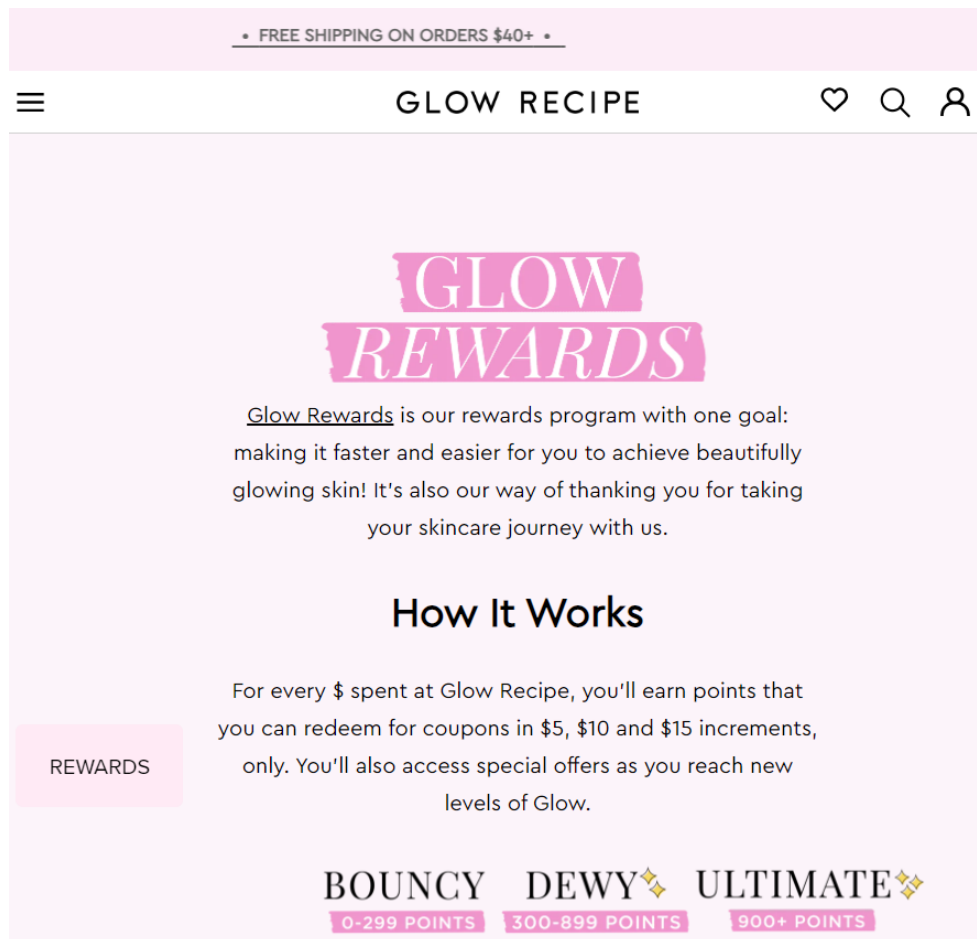 • FREE SHIPPING ON ORDERS $40+ •
GLOW RECIPE
GLOW
REWARDS
Glow Rewards is our rewards program with one goal:
making it faster and easier for you to achieve beautifully
glowing skin! It's also our way of thanking you for taking
your skincare journey with us.
How It Works
For every $ spent at Glow Recipe, you'll earn points that
you can redeem for coupons in $5, $10 and $15 increments,
only. You'll also access special offers as you reach new
levels of Glow.
REWARDS
BOUNCY DEWY ULTIMATE
0-299 POINTS 300-899 POINTS 900+ POINTS